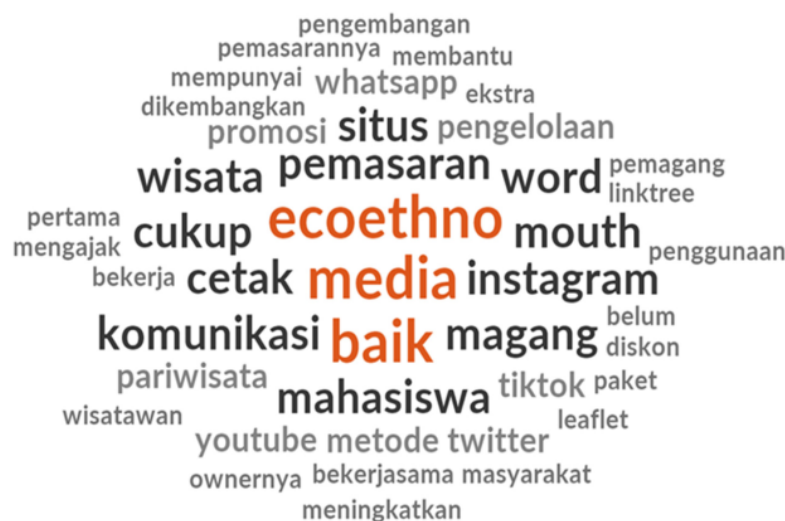 pengembangan
pemasarannya membantu
mempunyai whatsapp ekstra
dikembangkan
promosi situs pengelolaan
wisata pemasaran word pemagang
linktree
pertama cukup ecoethno mouth
mengajak penggunaan
bekerja cetak media instagram
komunikasi baik magang belum
diskon
pariwisata mahasiswa tiktok paket
wisatawan leaflet
youtube metode twitter
ownernya bekerjasama masyarakat
meningkatkan